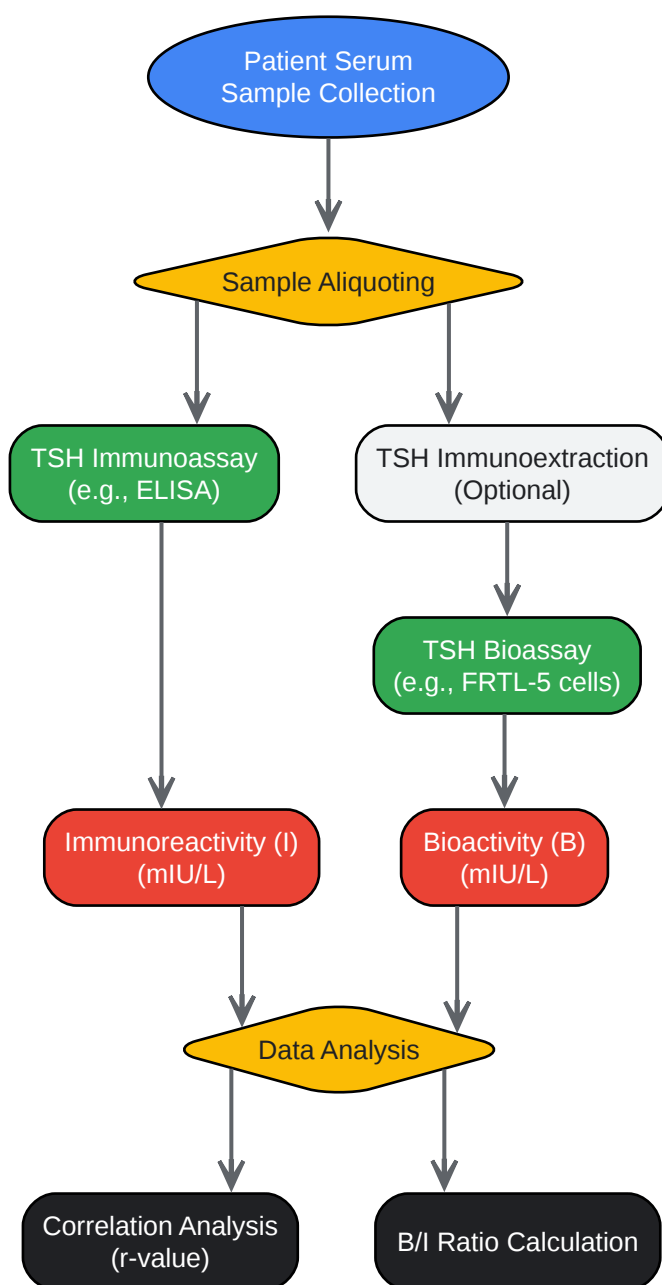 Patient Serum
Sample Collection
Sample Aliquoting
TSH Immunoassay
(e.g., ELISA)
TSH Immunoextraction
(Optional)
TSH Bioassay
(e.g., FRTL-5 cells)
Immunoreactivity (I)
(mIU/L)
Bioactivity (B)
(mIU/L)
Data Analysis
Correlation Analysis
(r-value)
B/I Ratio Calculation